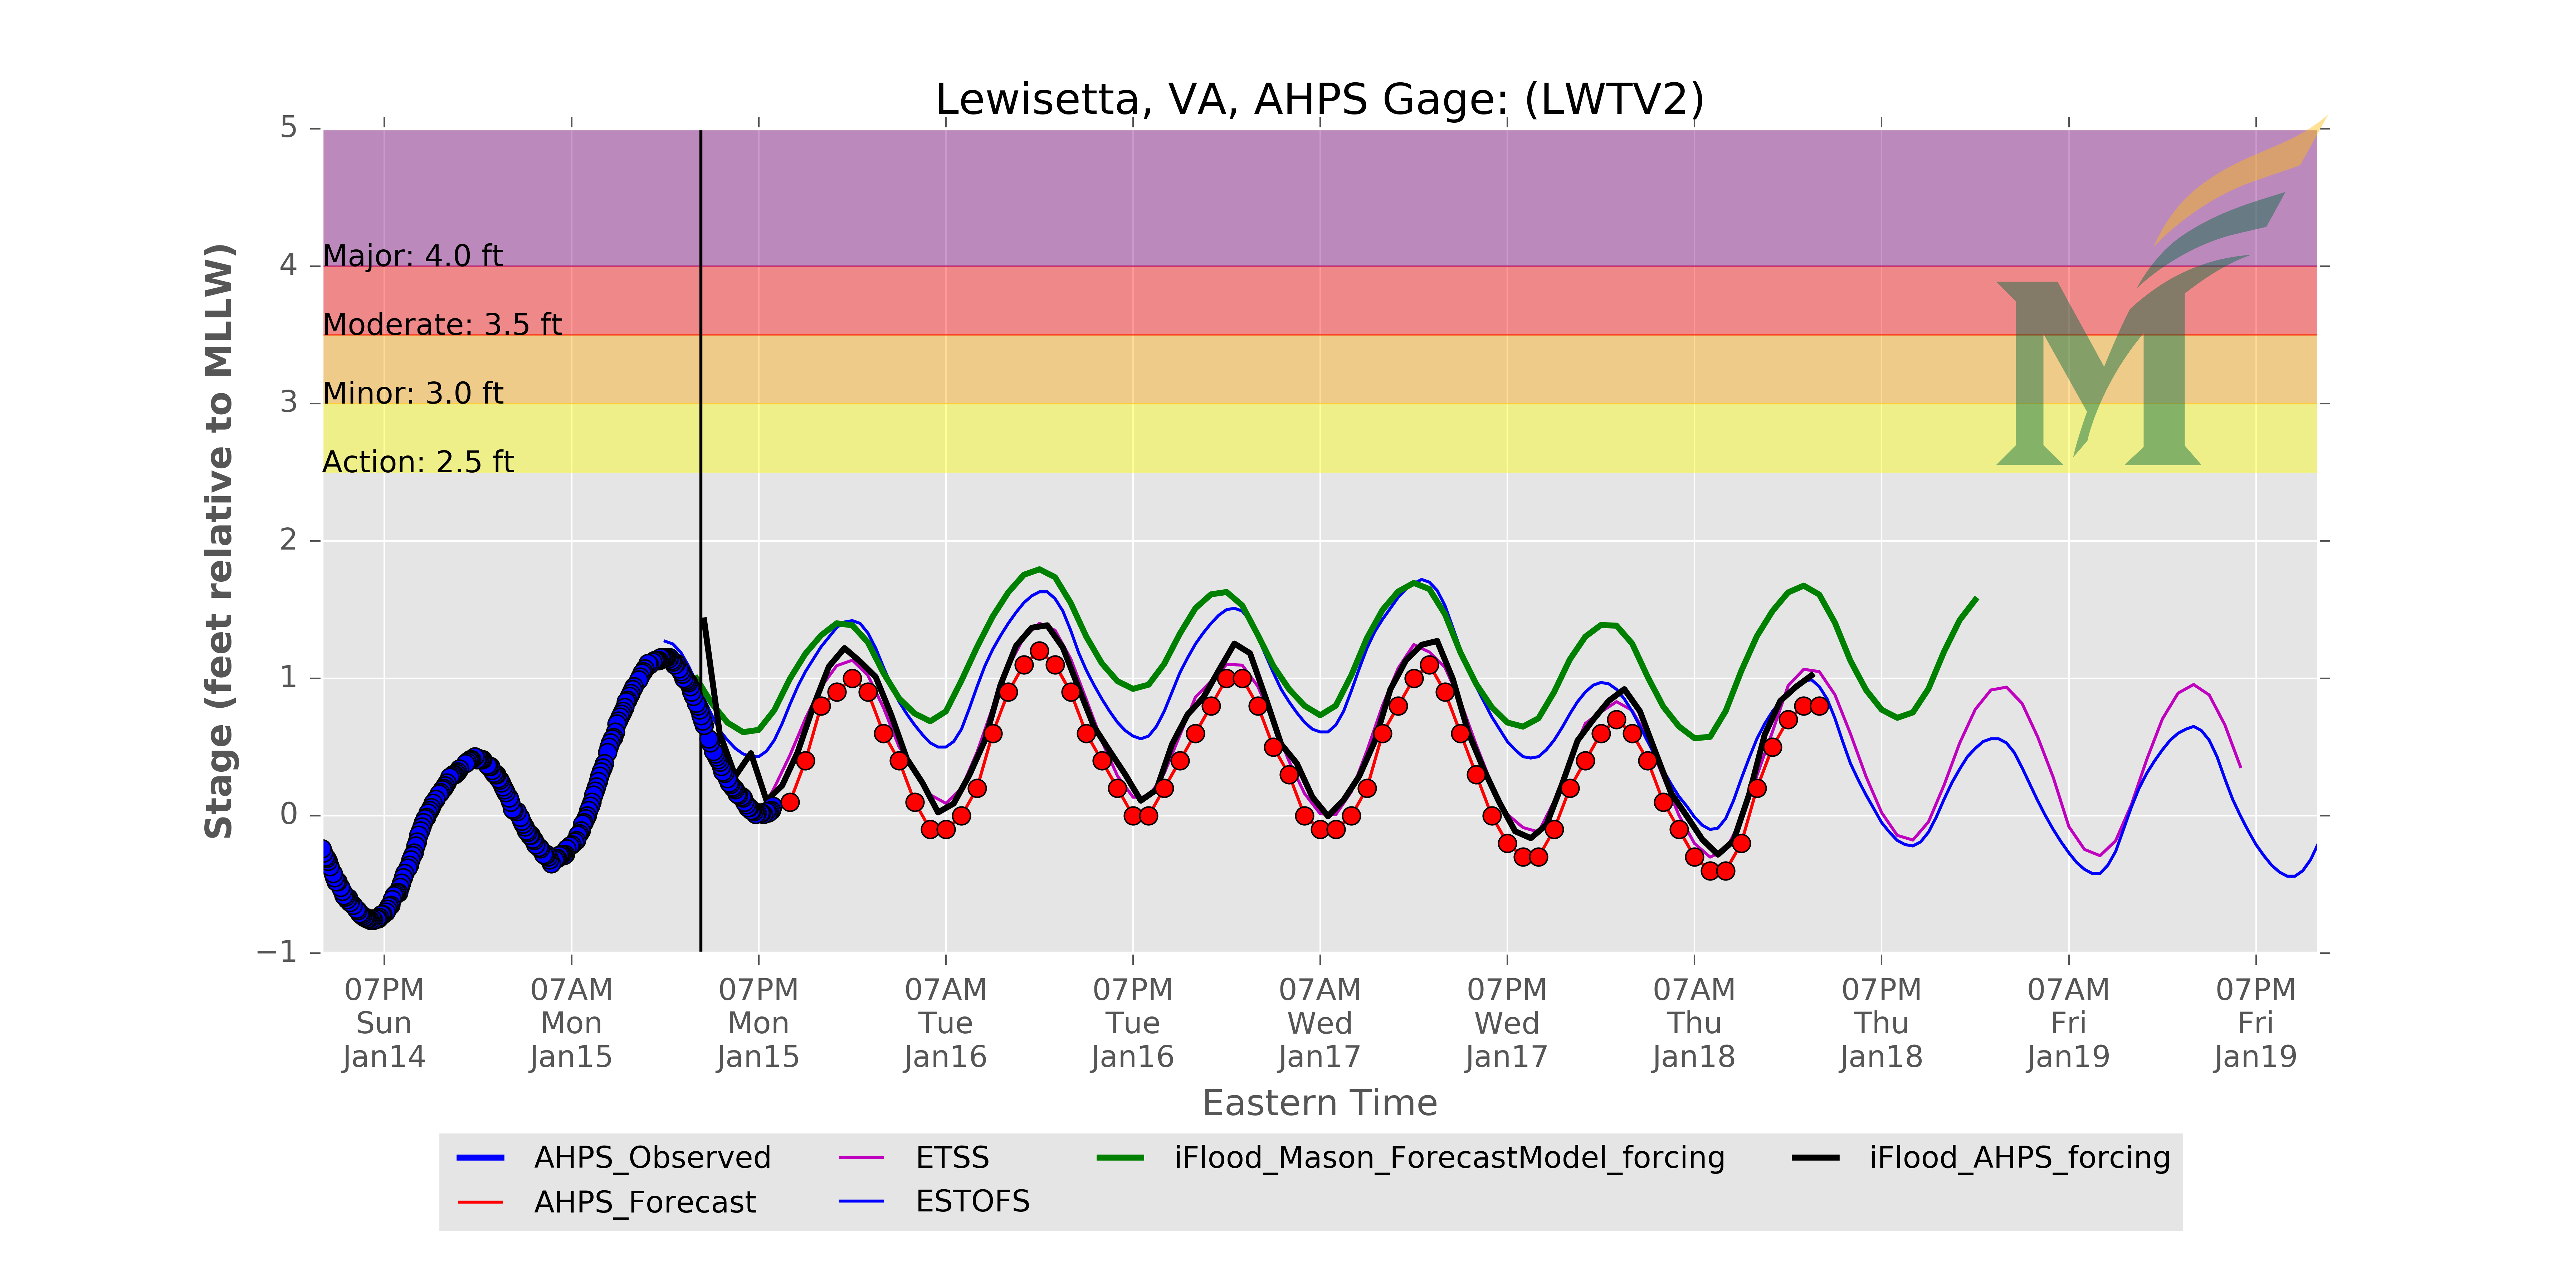 Lewisetta, VA, AHPS Gage: (LWTV2)
Stage (feet relative to MLLW)
5
4
3
2
1
0
−1
Major: 4.0 ft
Moderate: 3.5 ft
Minor: 3.0 ft
Action: 2.5 ft
M
07PM 07AM 07PM 07AM 07PM 07AM 07PM 07AM 07PM 07AM 07PM
Sun Mon Mon Tue Tue Wed Wed Thu Thu Fri Fri
Jan14 Jan15 Jan15 Jan16 Jan16 Jan17 Jan17 Jan18 Jan18 Jan19 Jan19
Eastern Time
AHPS_Observed ETSS iFlood_Mason_ForecastModel_forcing iFlood_AHPS_forcing
AHPS_Forecast ESTOFS